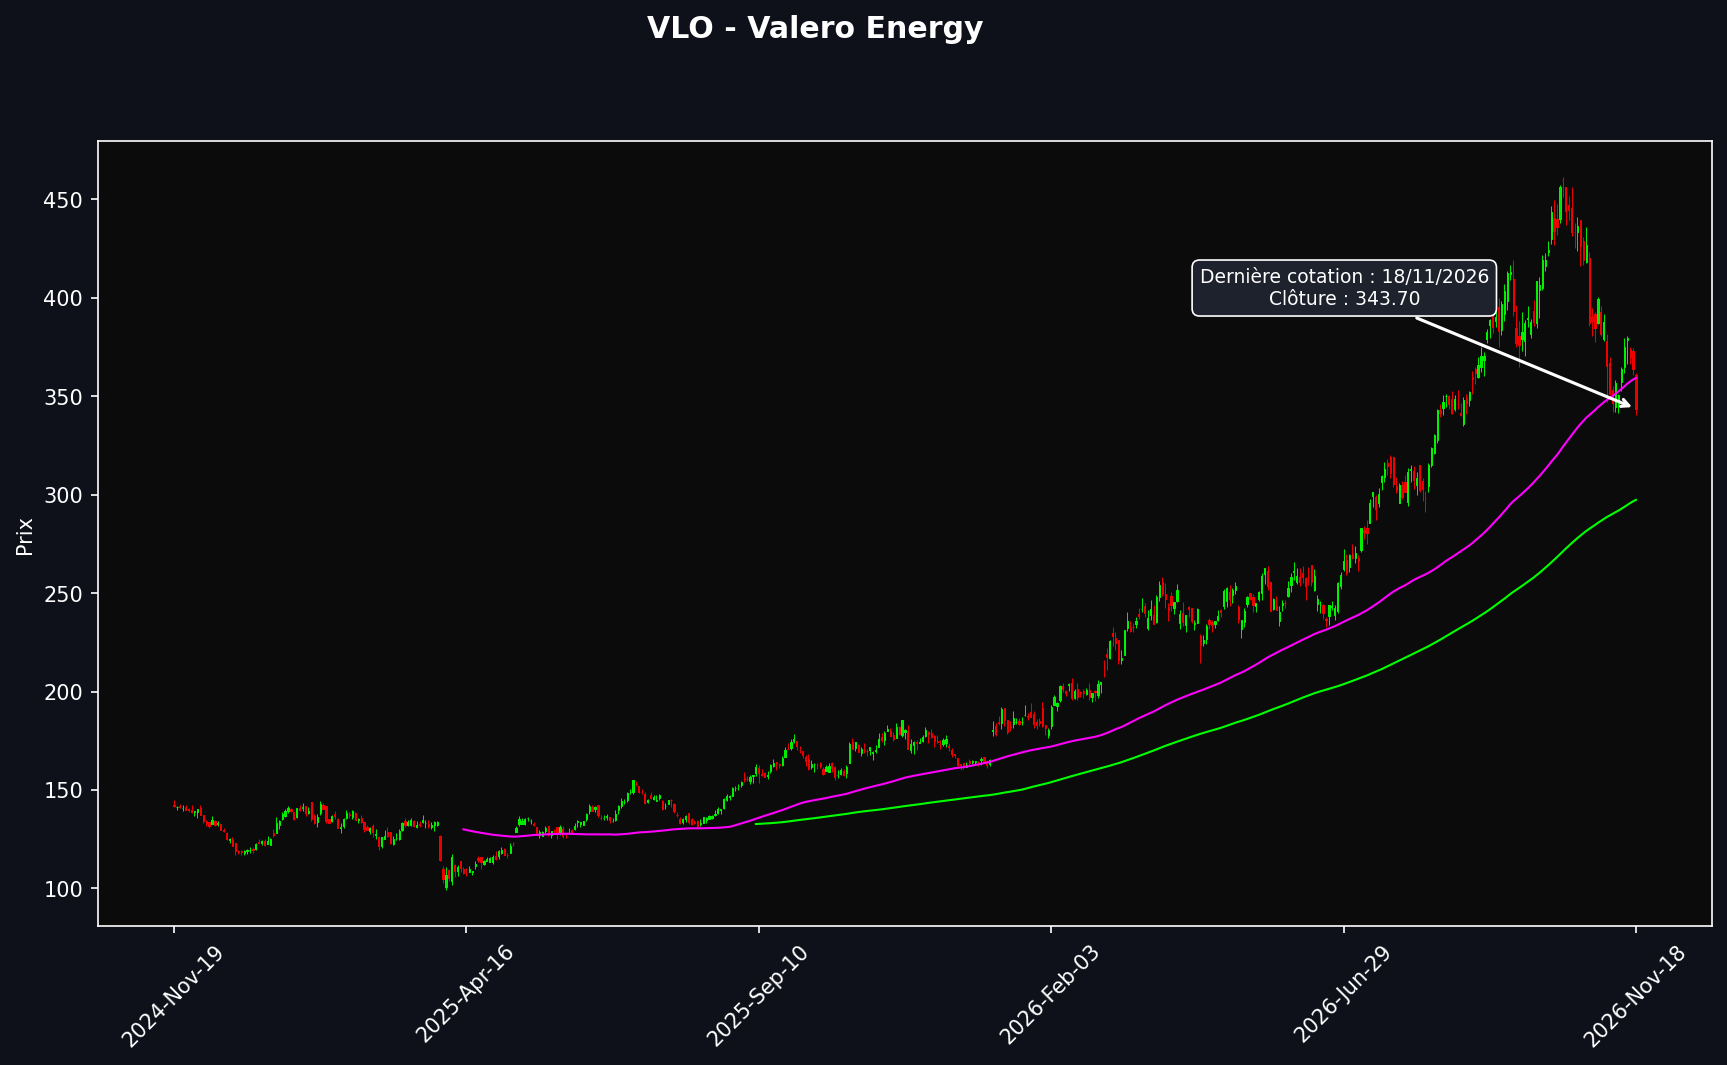 VLO - Valero Energy
Prix
450
400
350
300
250
200
150
100
Dernière cotation : 18/11/2026
Clôture : 343.70
2024-Nov-19
2025-Apr-16
2025-Sep-10
2026-Feb-03
2026-Jun-29
2026-Nov-18